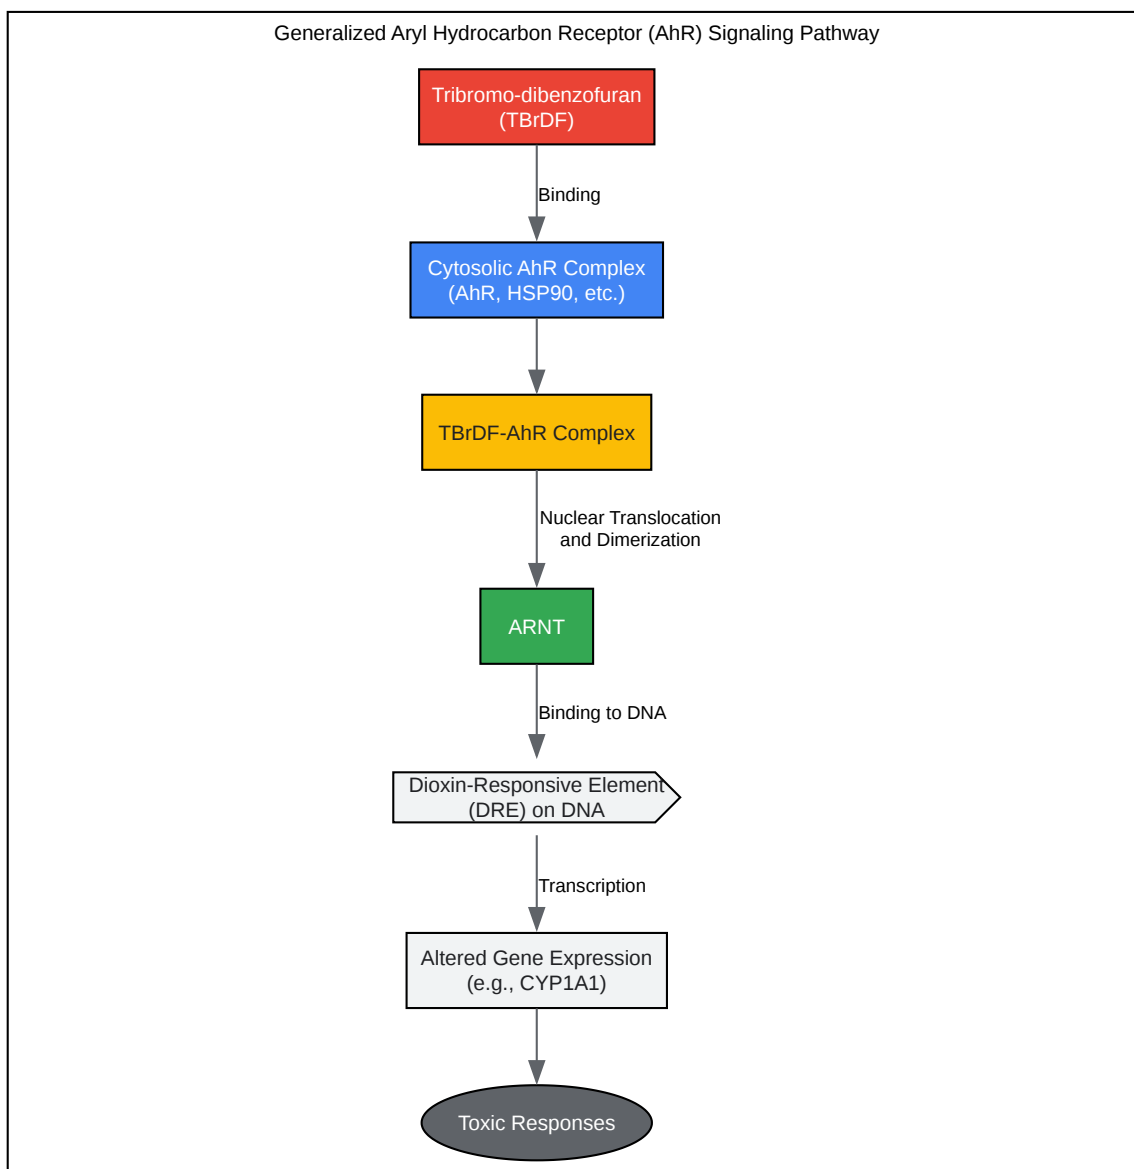 Generalized Aryl Hydrocarbon Receptor (AhR) Signaling Pathway
Tribromo-dibenzofuran
(TBrDF)
Binding
Cytosolic AhR Complex
(AhR, HSP90, etc.)
TBrDF-AhR Complex
Nuclear Translocation
and Dimerization
ARNT
Binding to DNA
Dioxin-Responsive Element
(DRE) on DNA
Transcription
Altered Gene Expression
(e.g., CYP1A1)
Toxic Responses